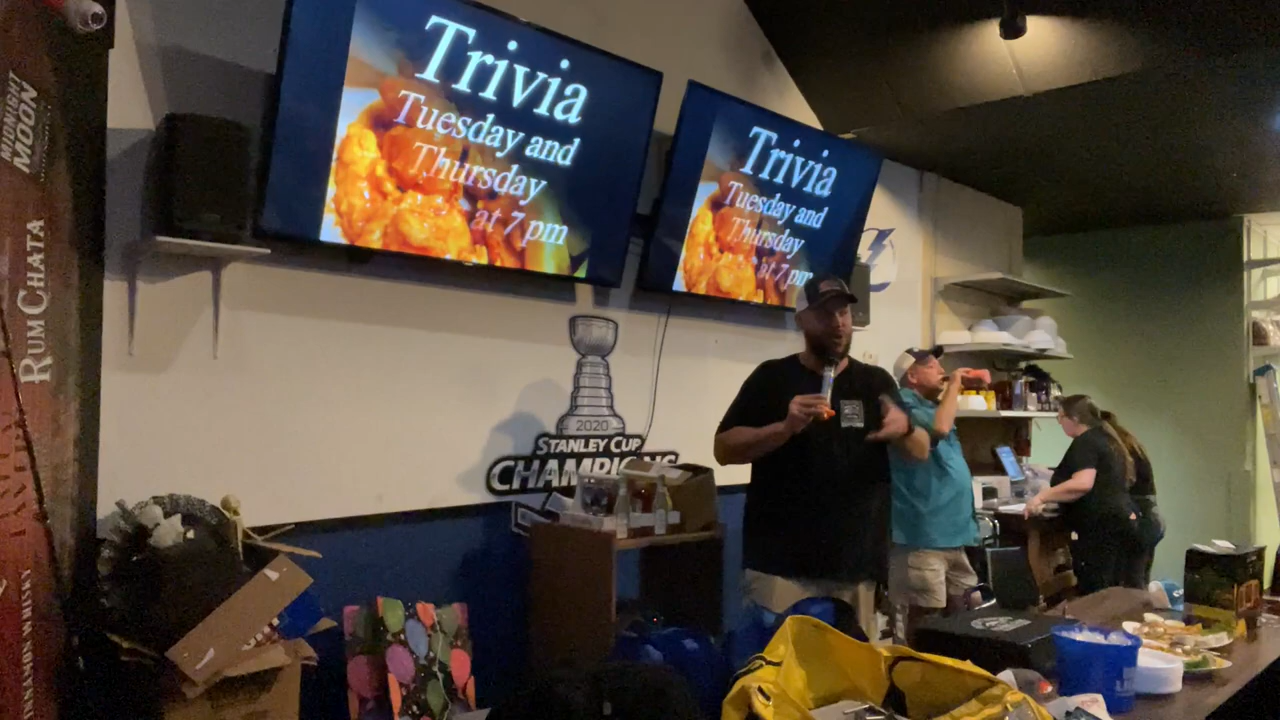 MIDNIGHT
MOON
RUMCHATA
Trivia
Tuesday and
Thursday
at 7 pm
Trivia
Tuesday and
Thursday
at 7 pm
2020
STANLEY CUP
CHAMPIONS